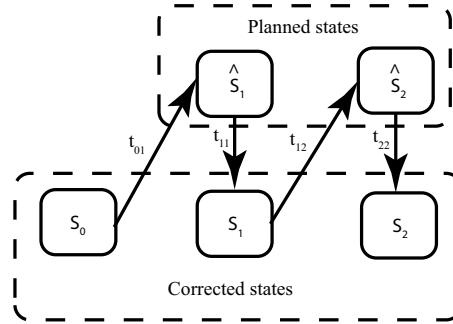 Planned states
Ŝ₁
Ŝ₂
t₀₁
t₁₁
t₁₂
t₂₂
S₀
S₁
S₂
Corrected states